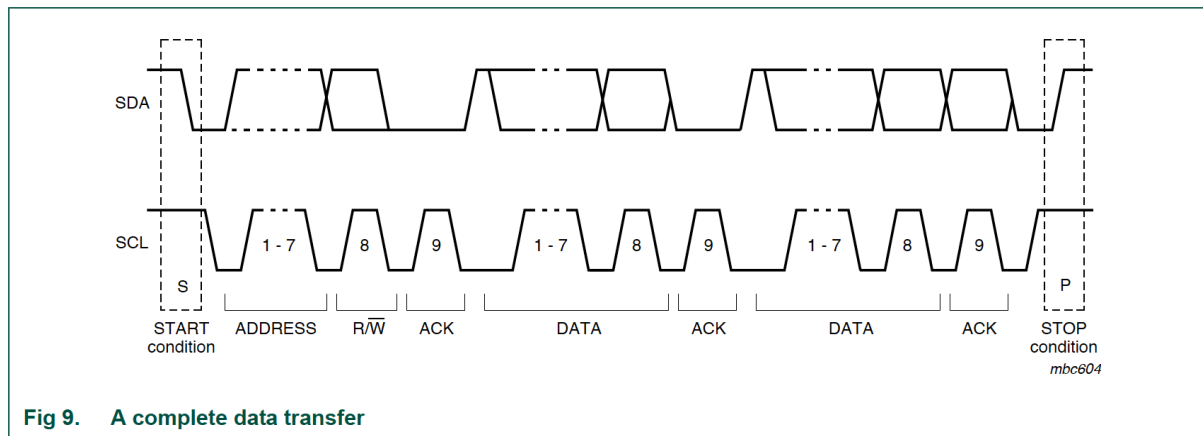 SDA
SCL
1 - 7 8 9 1 - 7 8 9 1 - 7 8 9
S P
START condition
ADDRESS
R/W̅
ACK
DATA
ACK
DATA
ACK
STOP condition
mbc604
Fig 9. A complete data transfer